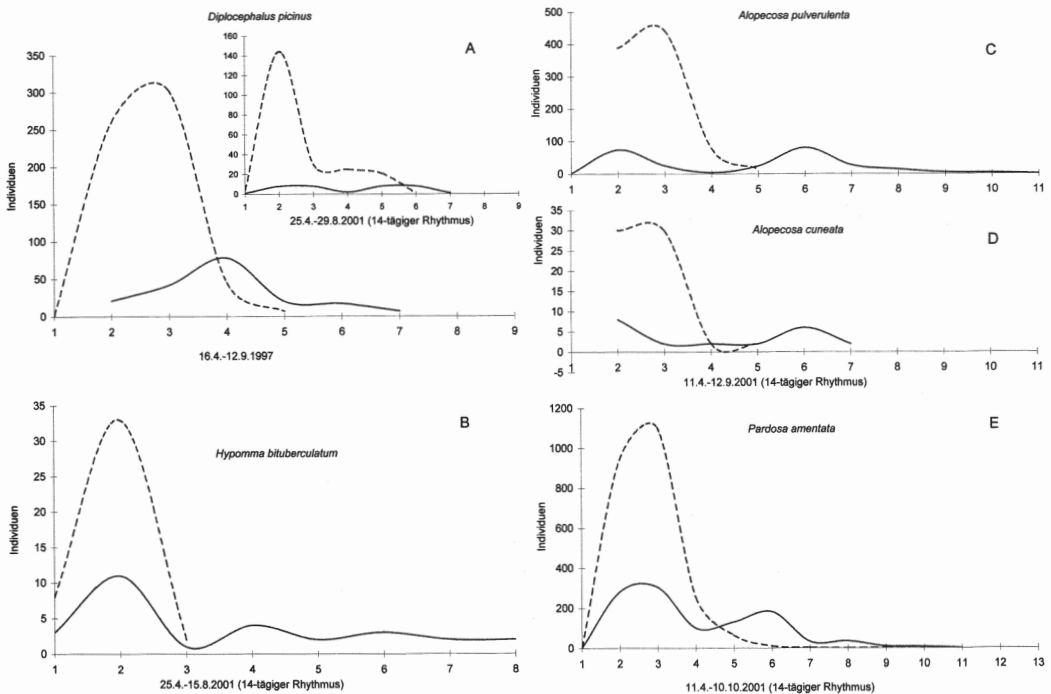 Diplocephalus picinus
A
Individuen
350
300
250
200
150
100
50
0
1 2 3 4 5 6 7 8 9
16.4.-12.9.1997
160
140
120
100
80
60
40
20
0
1 2 3 4 5 6 7 8 9
25.4.-29.8.2001 (14-tägiger Rhythmus)
B
Hypomma bituberculatum
Individuen
35
30
25
20
15
10
5
0
1 2 3 4 5 6 7 8
25.4.-15.8.2001 (14-tägiger Rhythmus)
Alopecosa pulverulenta
C
Individuen
500
400
300
200
100
0
1 2 3 4 5 6 7 8 9 10 11
Alopecosa cuneata
D
Individuen
35
30
25
20
15
10
5
0
-5
1 2 3 4 5 6 7 8 9 10 11
11.4.-12.9.2001 (14-tägiger Rhythmus)
Pardosa amentata
E
Individuen
1200
1000
800
600
400
200
0
1 2 3 4 5 6 7 8 9 10 11 12 13
11.4.-10.10.2001 (14-tägiger Rhythmus)